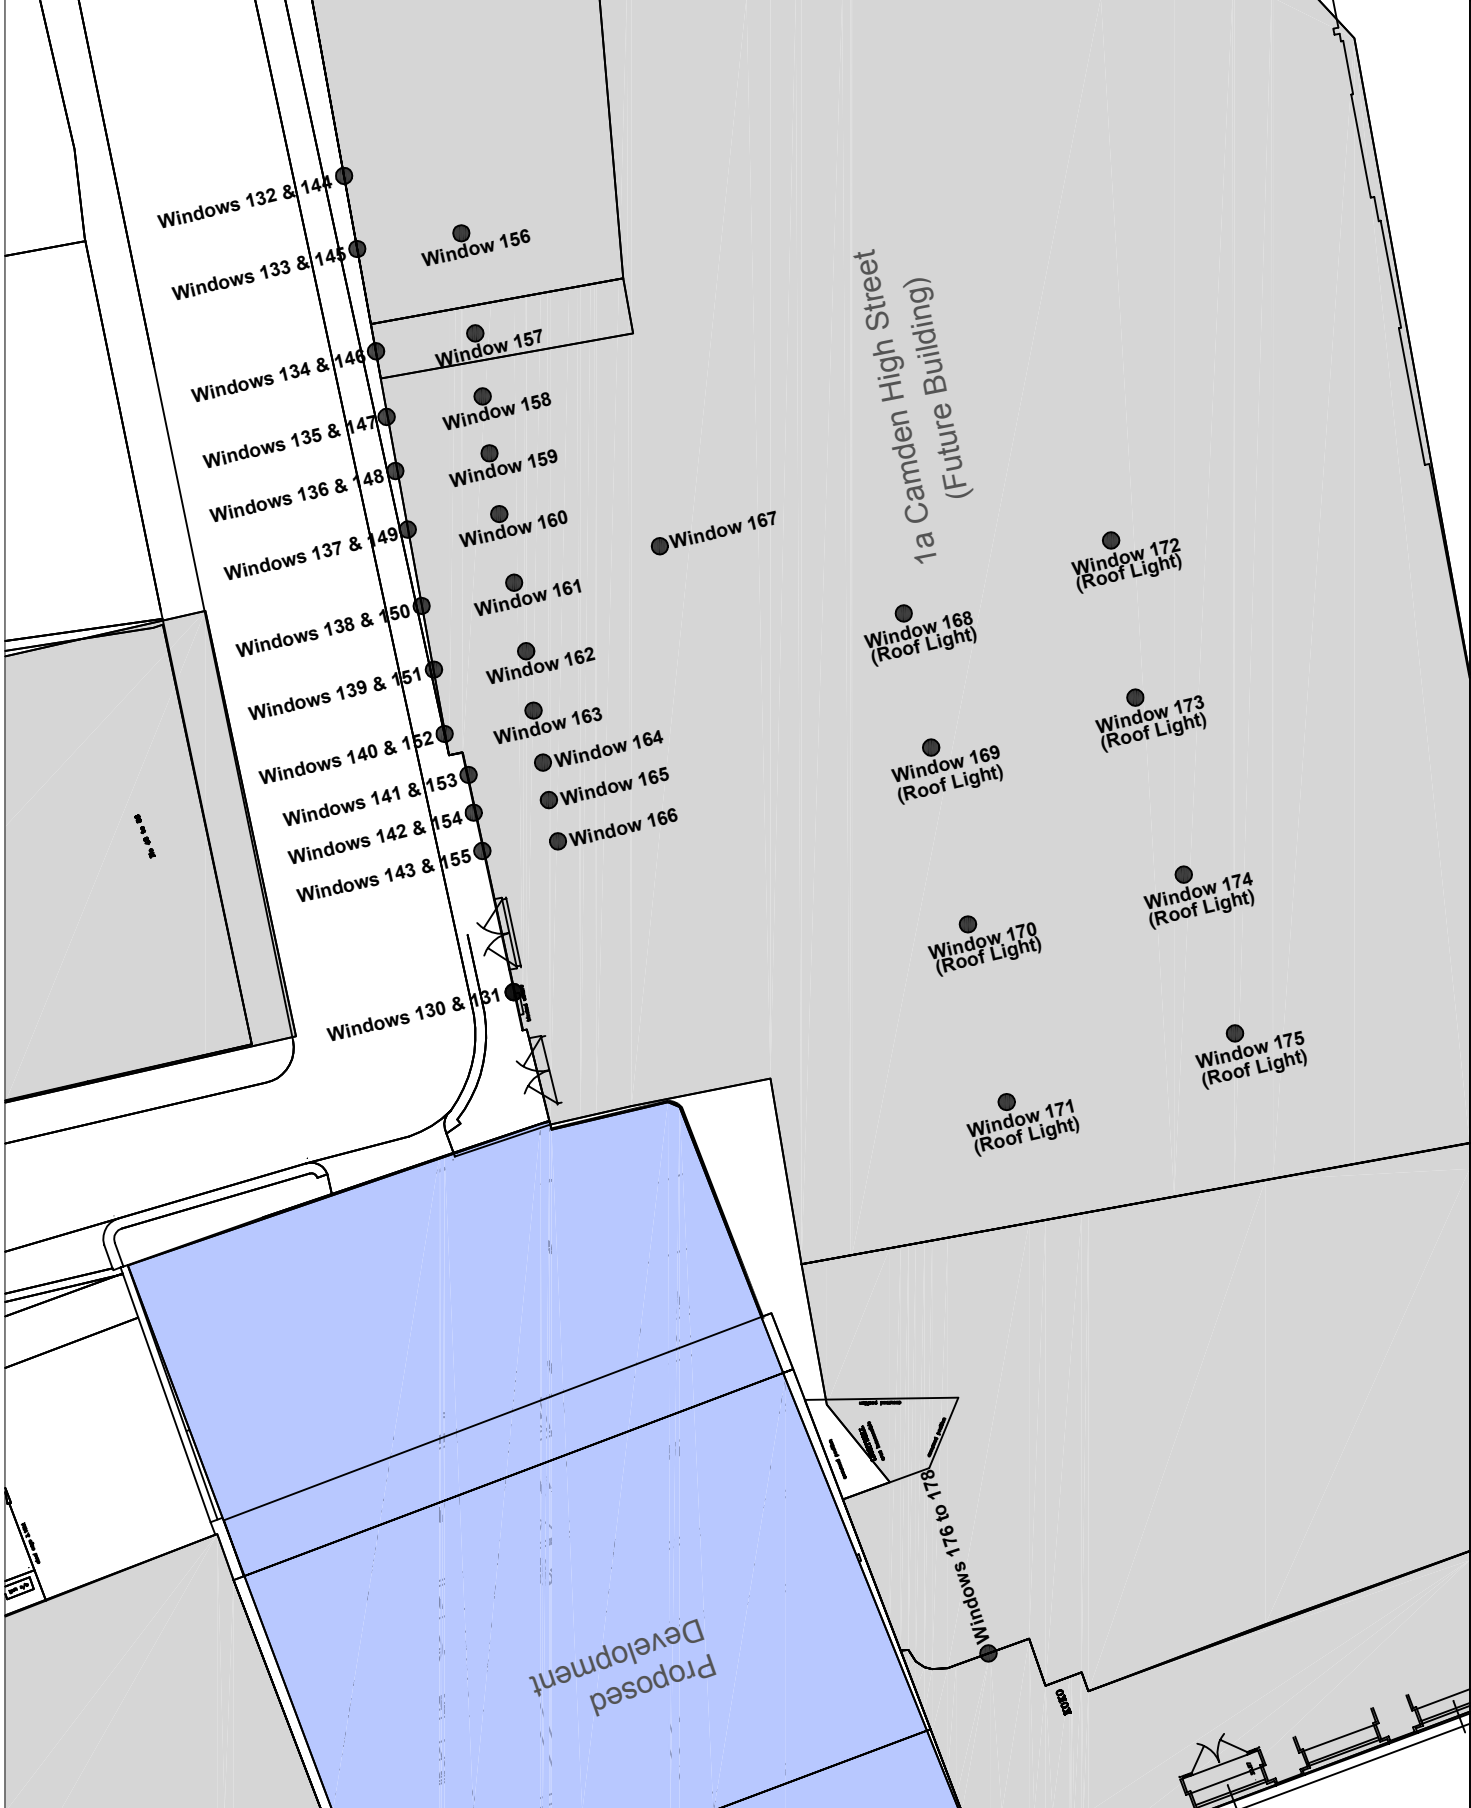 Windows 132 & 144
Windows 133 & 145
Windows 134 & 146
Windows 135 & 147
Windows 136 & 148
Windows 137 & 149
Windows 138 & 150
Windows 139 & 151
Windows 140 & 152
Windows 141 & 153
Windows 142 & 154
Windows 143 & 155
Windows 130 & 131
Window 156
Window 157
Window 158
Window 159
Window 160
Window 161
Window 162
Window 163
Window 164
Window 165
Window 166
Window 167
1a Camden High Street
(Future Building)
Window 168
(Roof Light)
Window 169
(Roof Light)
Window 170
(Roof Light)
Window 171
(Roof Light)
Window 172
(Roof Light)
Window 173
(Roof Light)
Window 174
(Roof Light)
Window 175
(Roof Light)
Windows 176 to 178
Proposed
Development
KOKO